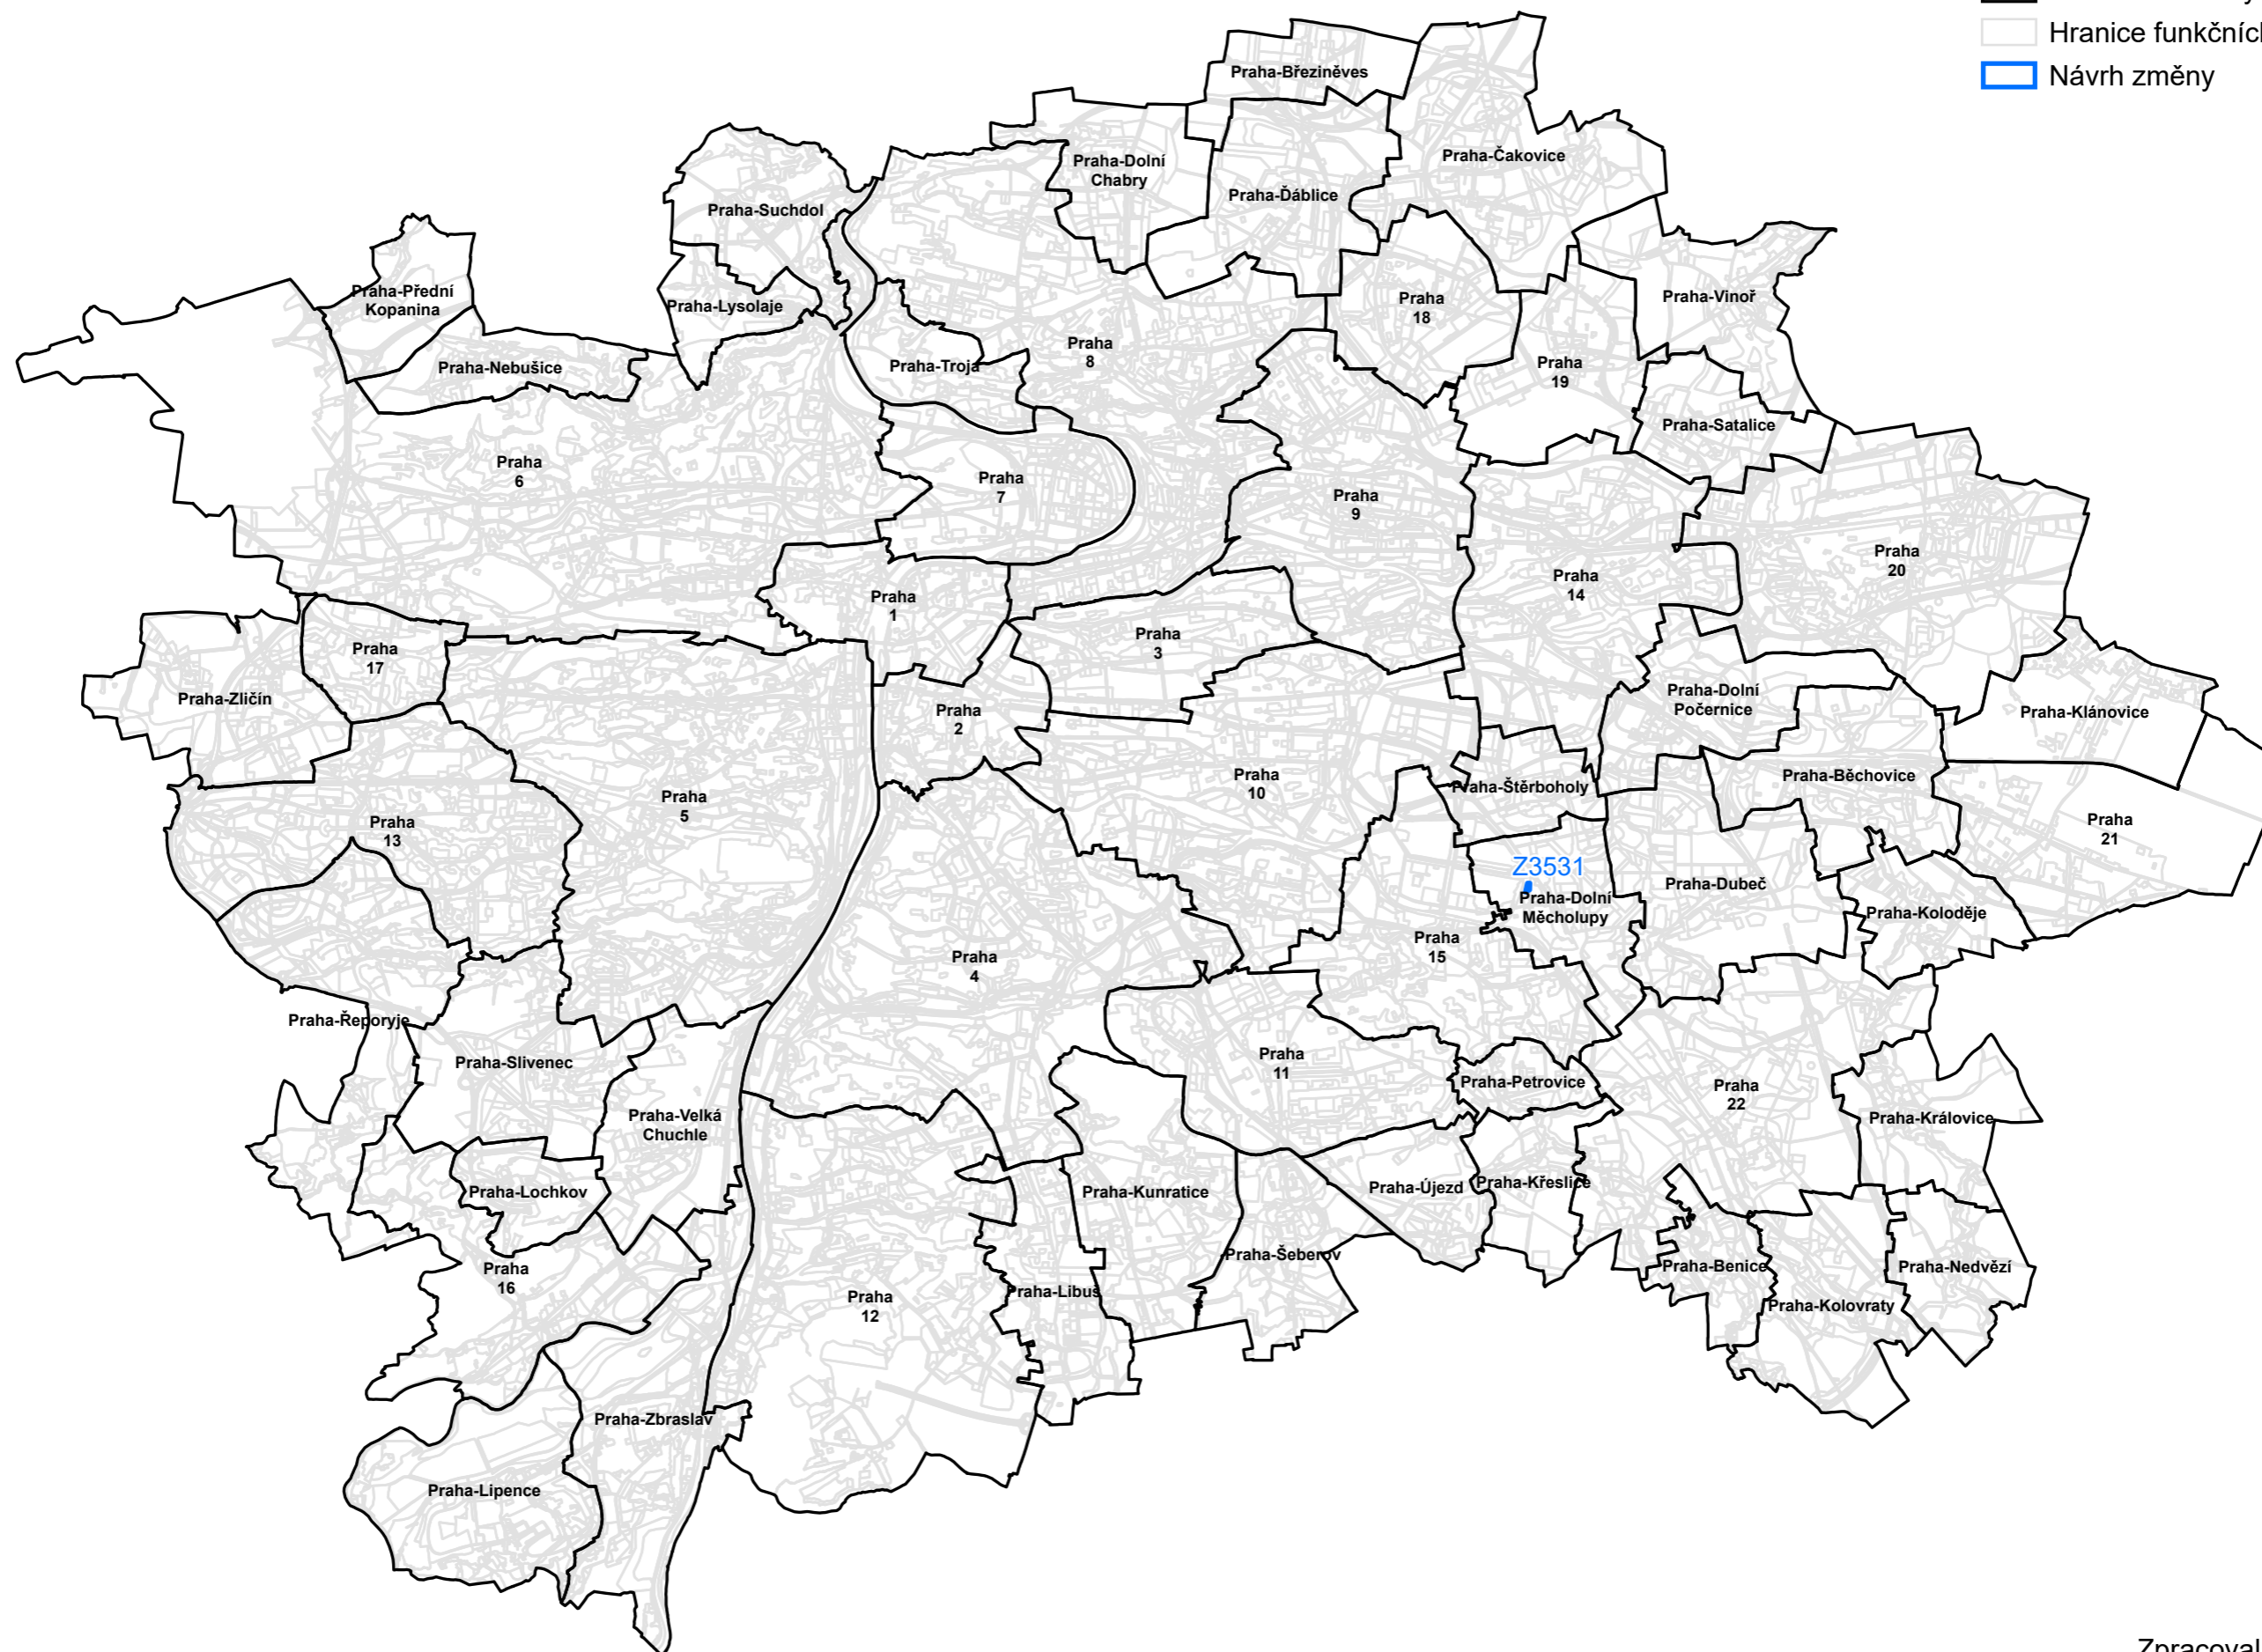 Hranice funkčních
Návrh změny
Praha-Březiněves
Praha-Čakovice
Praha-Dolní
Chabry
Praha-Ďáblice
Praha-Suchdol
Praha-Přední
Kopanina
Praha-Lysolaje
Praha
18
Praha-Vinoř
Praha-Nebušice
Praha-Troja
Praha
8
Praha
19
Praha-Satalice
Praha
6
Praha
7
Praha
9
Praha
20
Praha
14
Praha
1
Praha
3
Praha
17
Praha-Zličín
Praha
2
Praha-Dolní
Počernice
Praha-Klánovice
Praha
5
Praha
10
Praha-Štěrboholy
Praha-Běchovice
Praha
13
Praha
21
Z3531
Praha-Dolní
Měcholupy
Praha-Dubeč
Praha-Koloděje
Praha
4
Praha
15
Praha-Řeporyje
Praha-Slivenec
Praha
11
Praha-Petrovice
Praha
22
Praha-Velká
Chuchle
Praha-Královice
Praha-Lochkov
Praha-Kunratice
Praha-Újezd
Praha-Křeslice
Praha-Šeberov
Praha-Benice
Praha-Nedvězí
Praha
16
Praha
12
Praha-Libuš
Praha-Kolovraty
Praha-Zbraslav
Praha-Lipence
Zpracoval